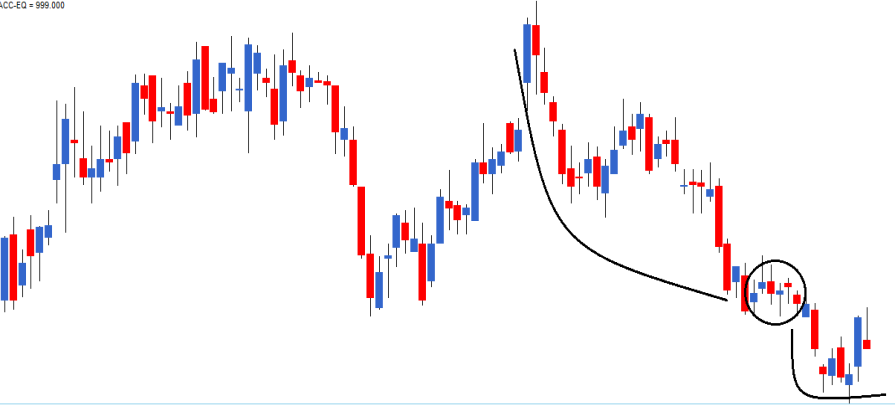 ACC-EQ = 999.000